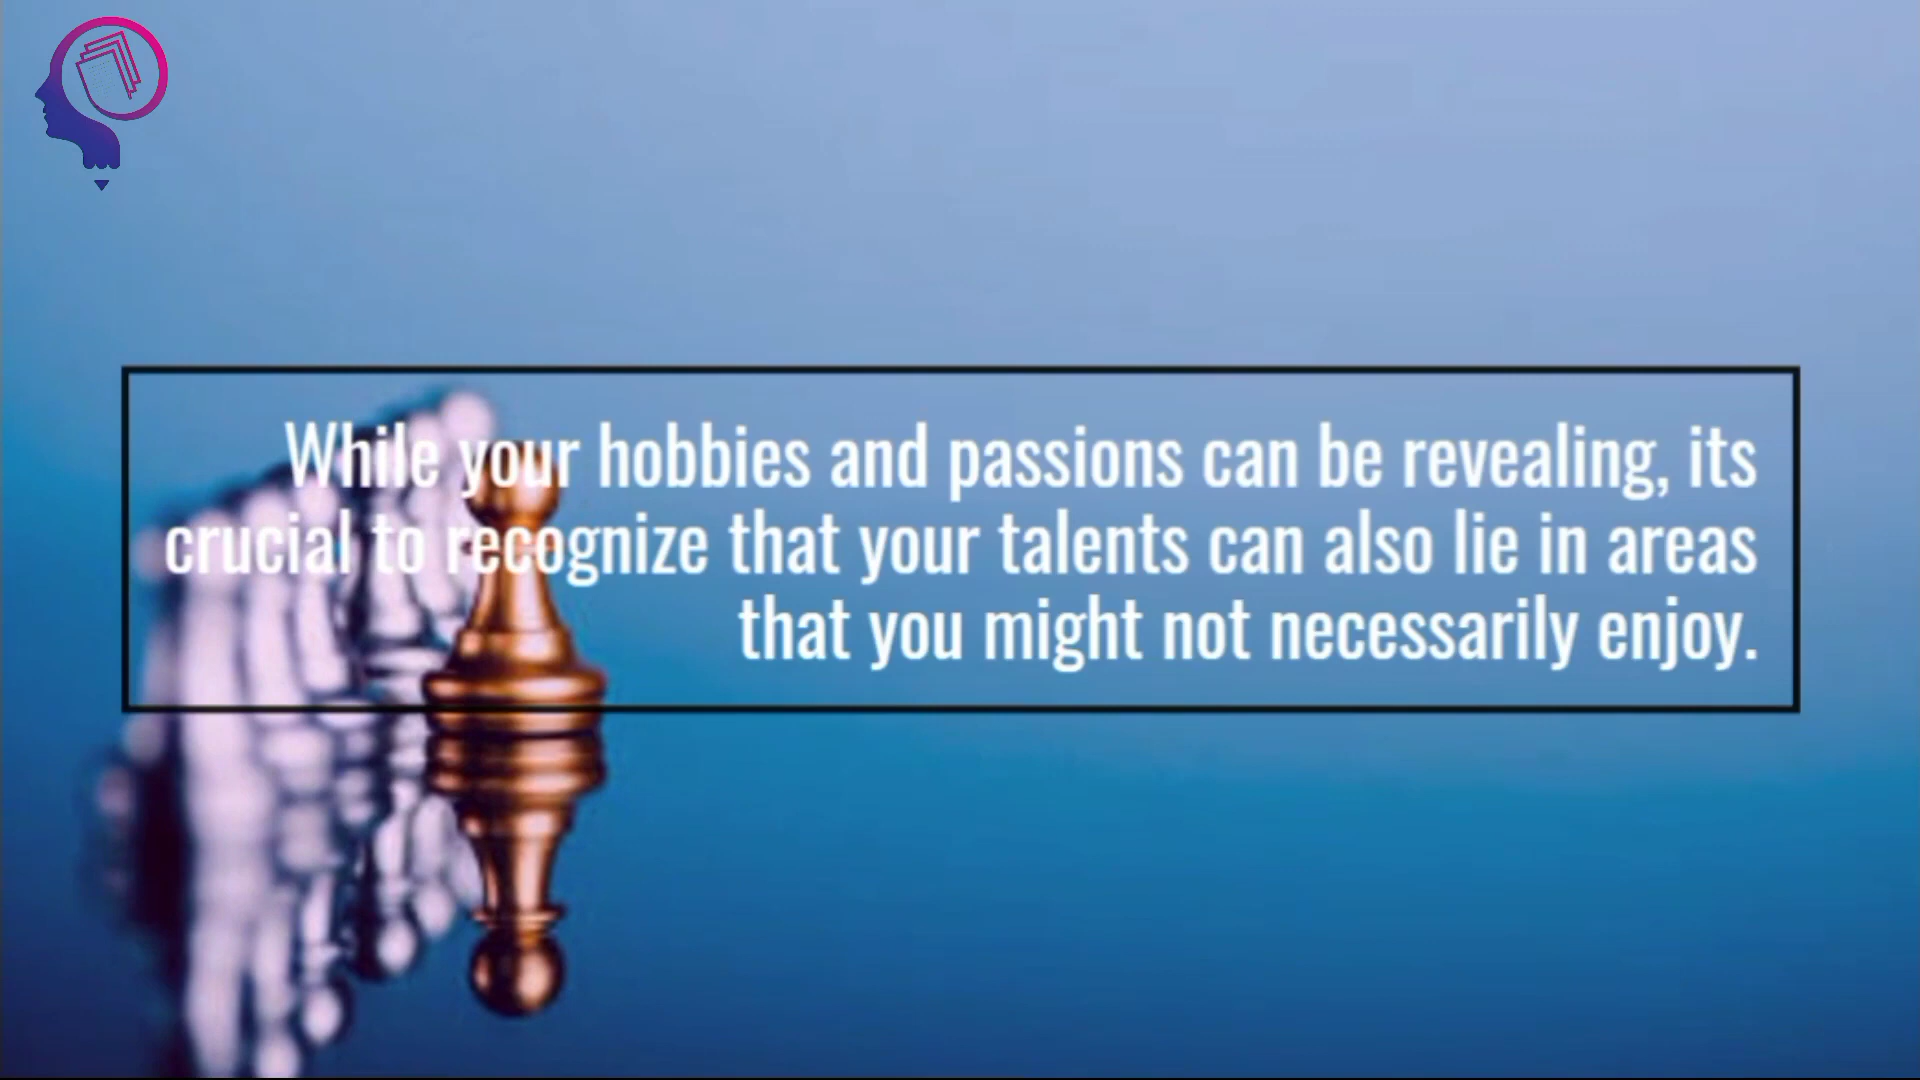 While your hobbies and passions can be revealing, its
crucial to recognize that your talents can also lie in areas
that you might not necessarily enjoy.